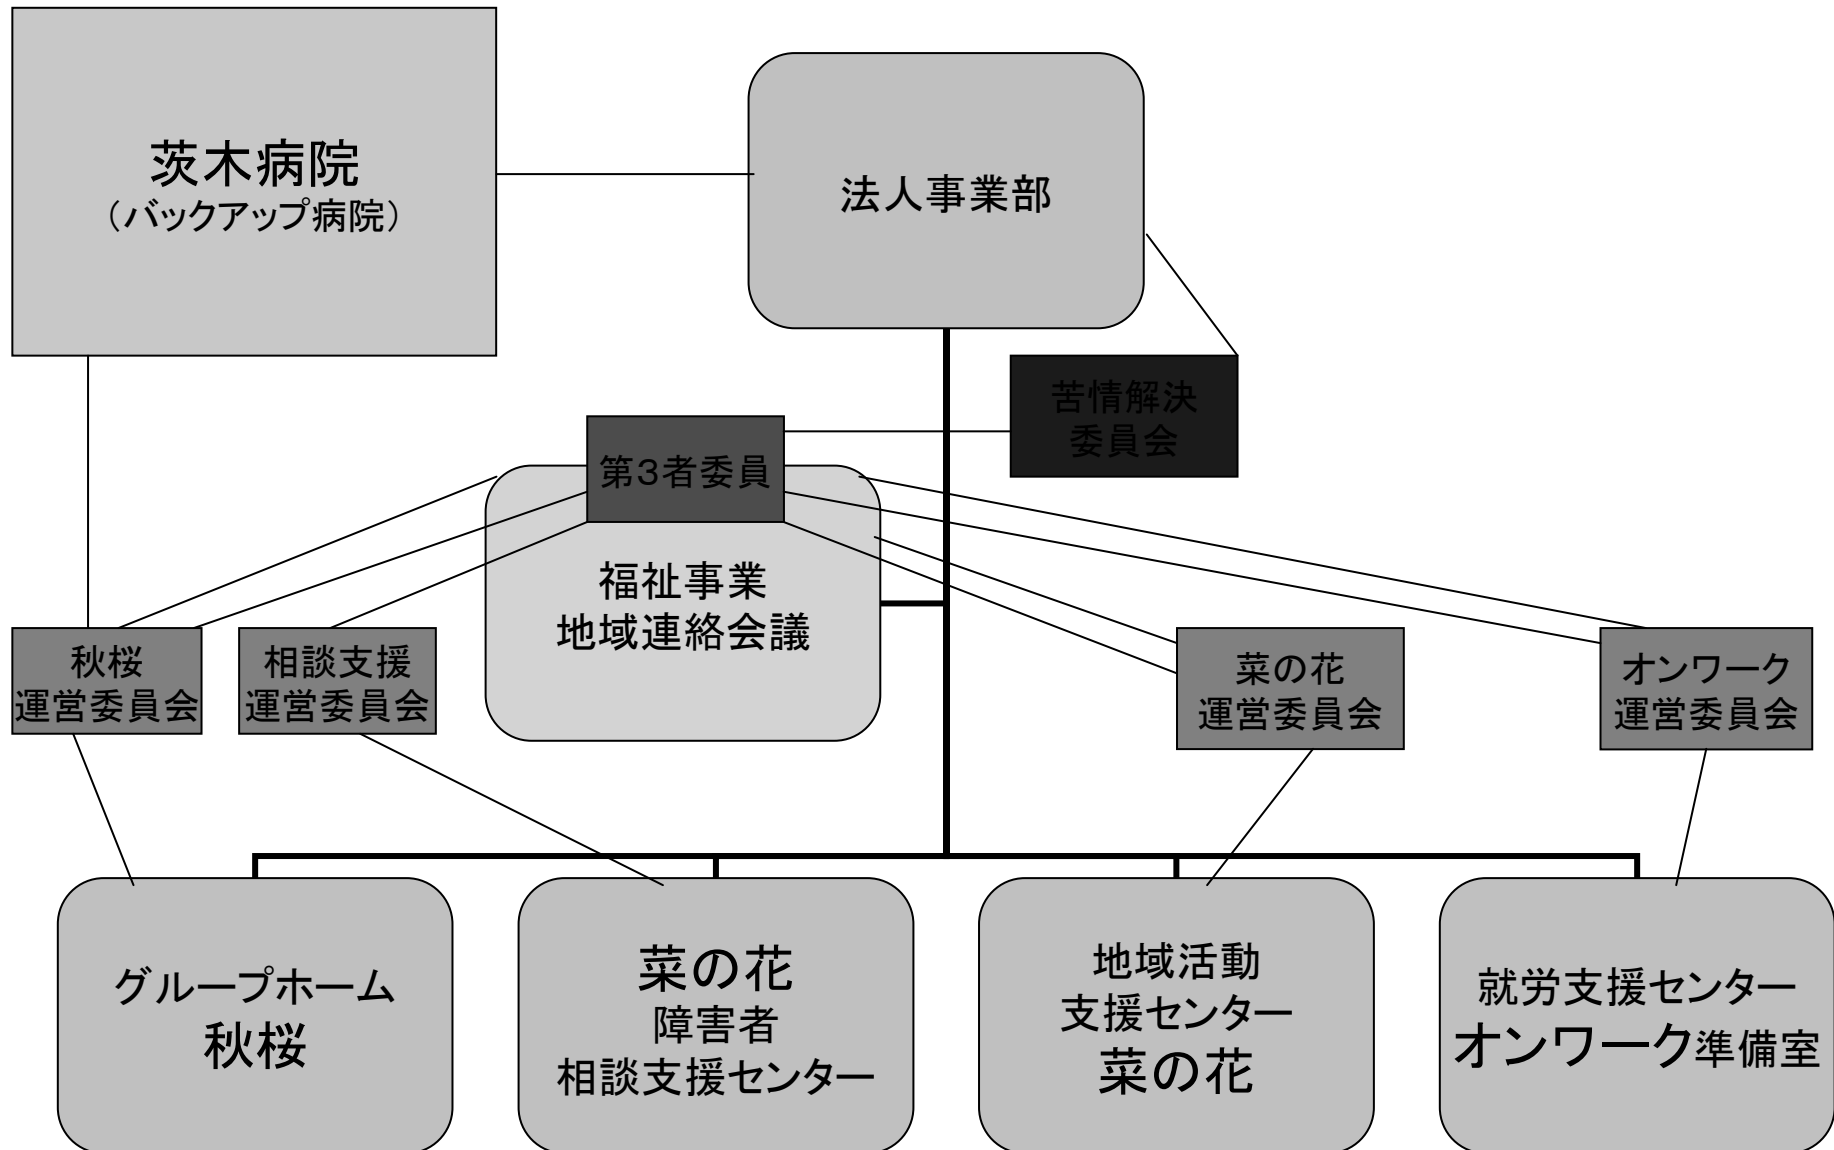 茨木病院
（バックアップ病院）
法人事業部
苦情解決
委員会
第3者委員
福祉事業
地域連絡会議
秋桜
運営委員会
相談支援
運営委員会
菜の花
運営委員会
オンワーク
運営委員会
グループホーム
秋桜
菜の花
障害者
相談支援センター
地域活動
支援センター
菜の花
就労支援センター
オンワーク準備室